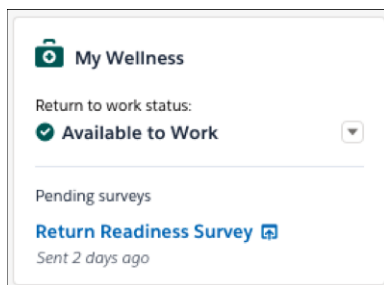 My Wellness
Return to work status:
Available to Work
Pending surveys
Return Readiness Survey
Sent 2 days ago